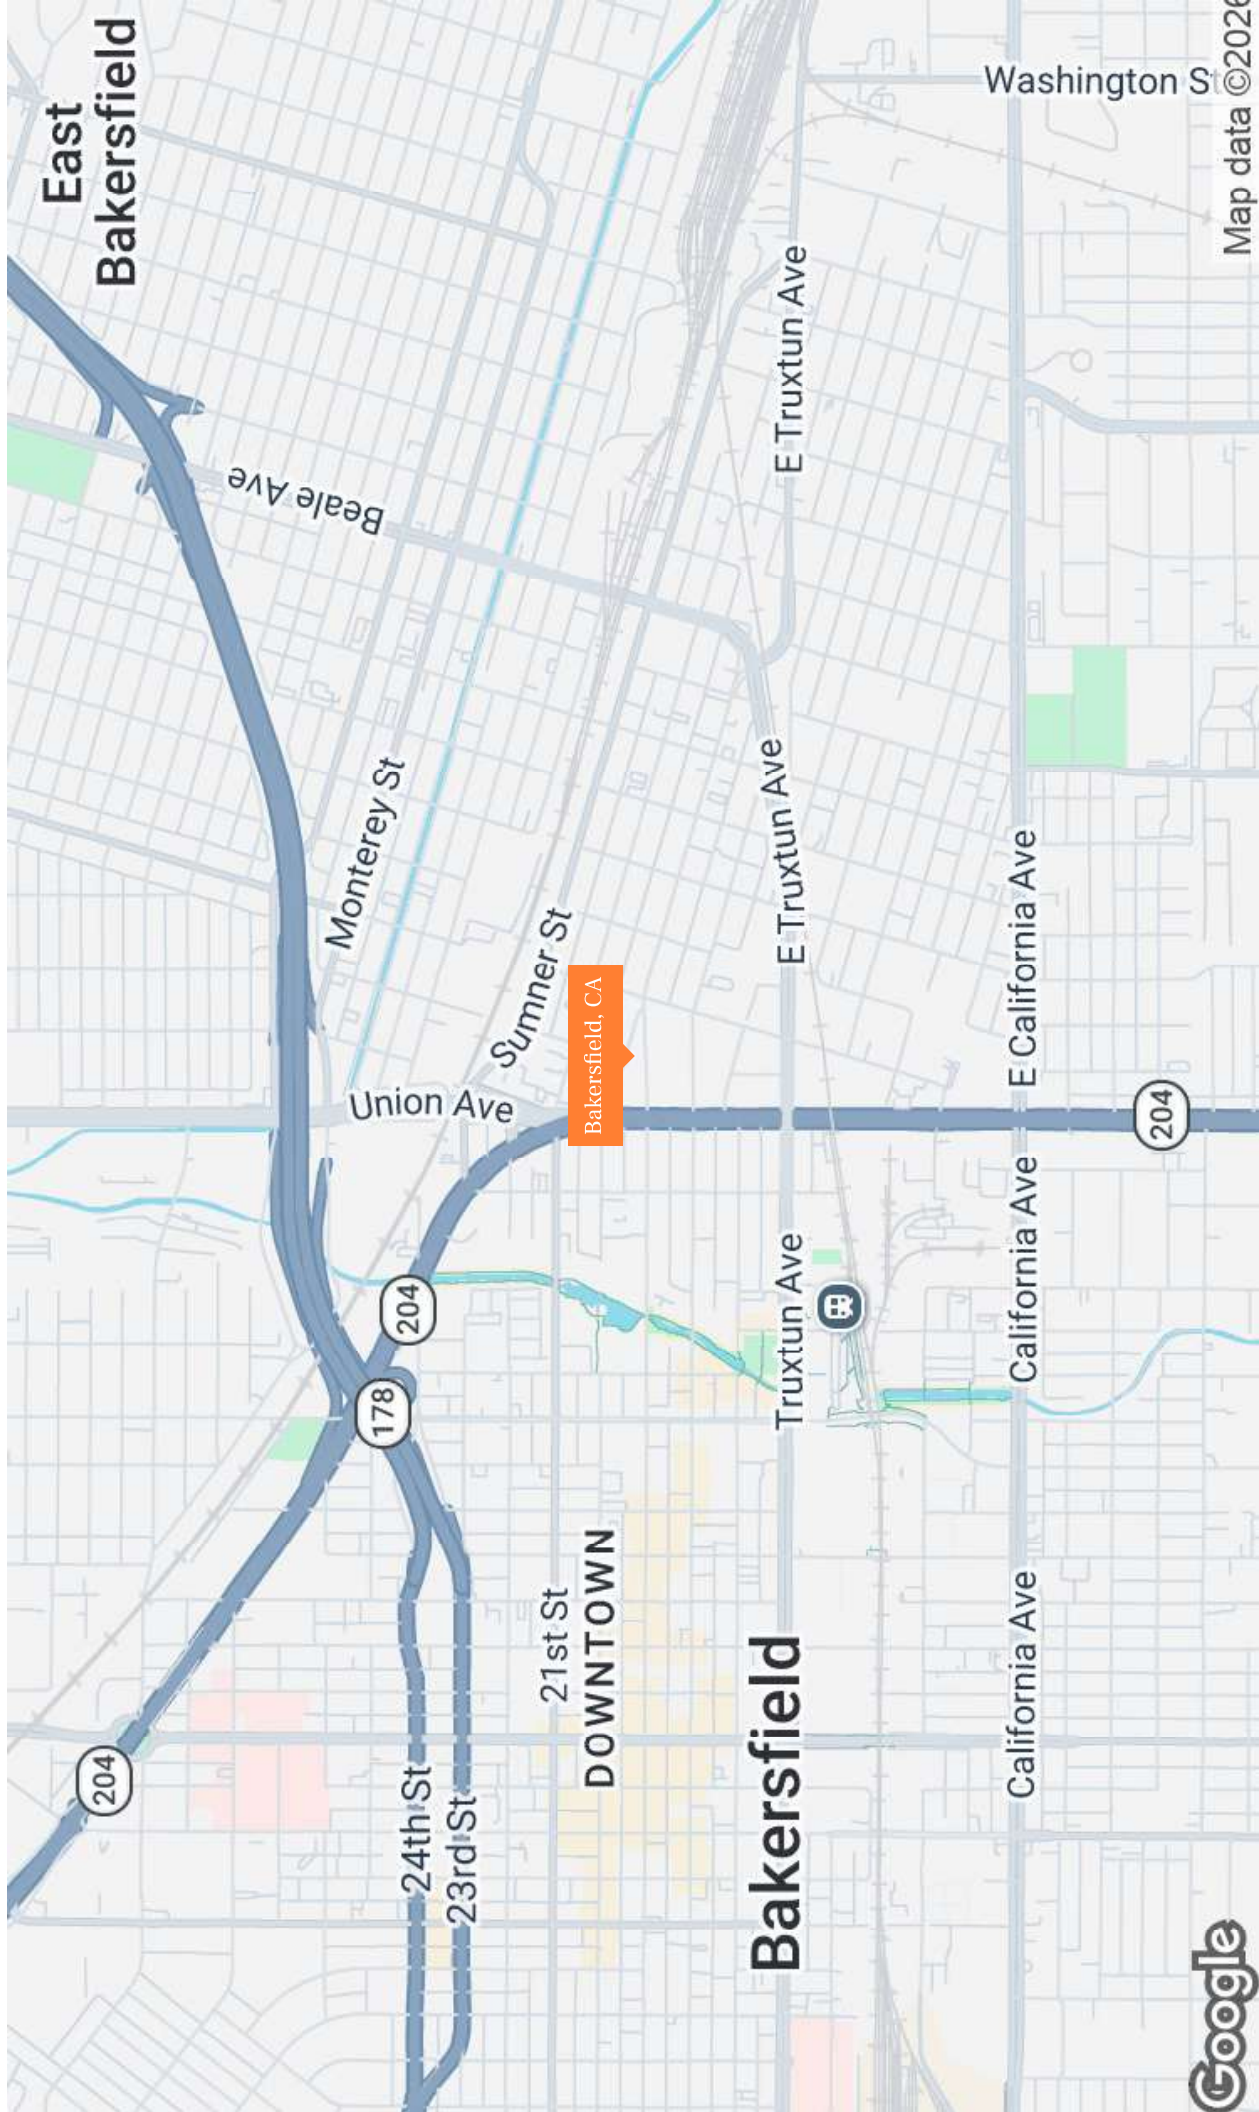 East
Bakersfield
Washington St
Map data ©2026
Beale Ave
E Truxtun Ave
Monterey St
Sumner St
E Truxtun Ave
E California Ave
Bakersfield, CA
Union Ave
204
204
178
Truxtun Ave
California Ave
21st St
DOWNTOWN
204
24th St
23rd St
Bakersfield
California Ave
Google